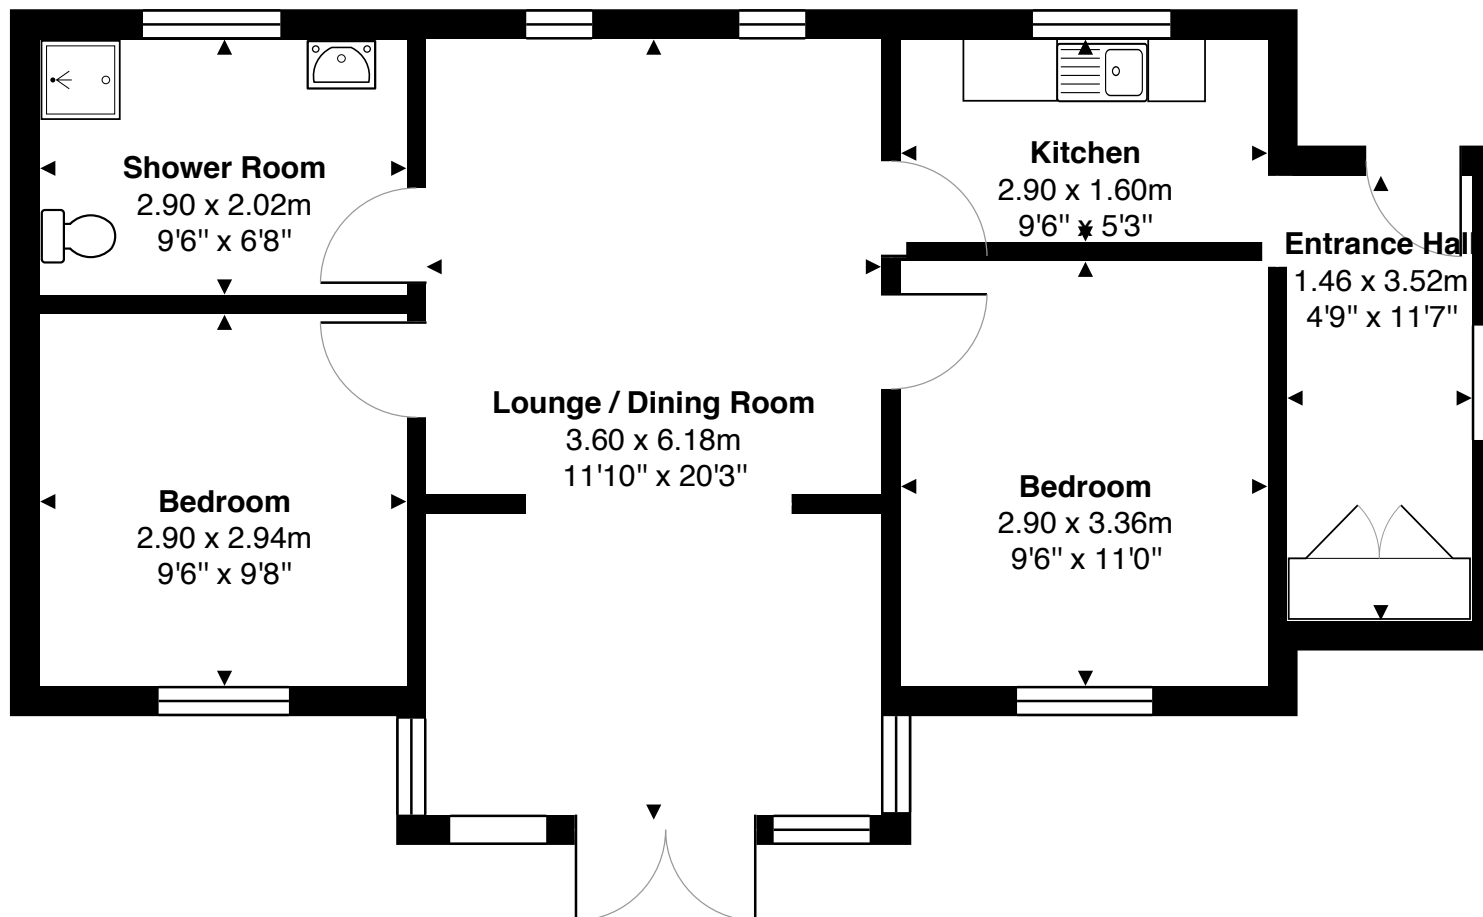 Shower Room
2.90 x 2.02m
9'6" x 6'8"
Kitchen
2.90 x 1.60m
9'6" x 5'3"
Entrance Hall
1.46 x 3.52m
4'9" x 11'7"
Lounge / Dining Room
3.60 x 6.18m
11'10" x 20'3"
Bedroom
2.90 x 2.94m
9'6" x 9'8"
Bedroom
2.90 x 3.36m
9'6" x 11'0"